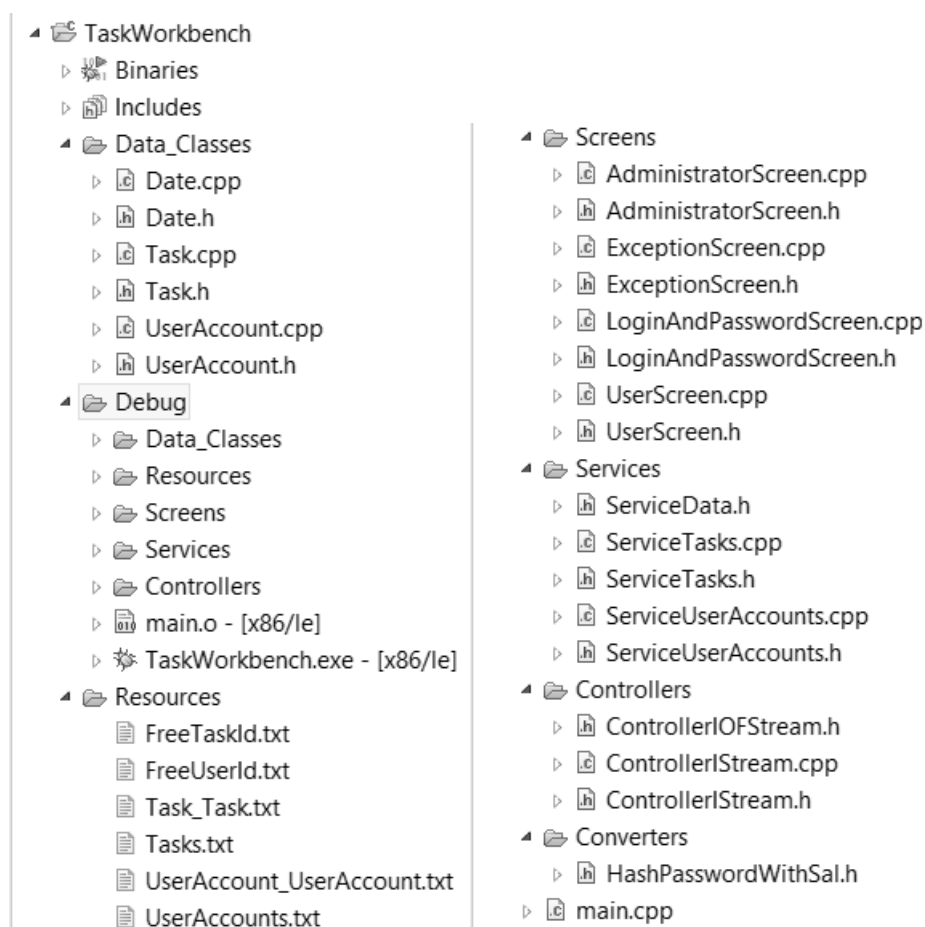 TaskWorkbench
Binaries
Includes
Data_Classes
Date.cpp
Date.h
Task.cpp
Task.h
UserAccount.cpp
UserAccount.h
Debug
Data_Classes
Resources
Screens
Services
Controllers
main.o - [x86/le]
TaskWorkbench.exe - [x86/le]
Resources
FreeTaskId.txt
FreeUserId.txt
Task_Task.txt
Tasks.txt
UserAccount_UserAccount.txt
UserAccounts.txt
Screens
AdministratorScreen.cpp
AdministratorScreen.h
ExceptionScreen.cpp
ExceptionScreen.h
LoginAndPasswordScreen.cpp
LoginAndPasswordScreen.h
UserScreen.cpp
UserScreen.h
Services
ServiceData.h
ServiceTasks.cpp
ServiceTasks.h
ServiceUserAccounts.cpp
ServiceUserAccounts.h
Controllers
ControllerIOFStream.h
ControllerIStream.cpp
ControllerIStream.h
Converters
HashPasswordWithSal.h
main.cpp